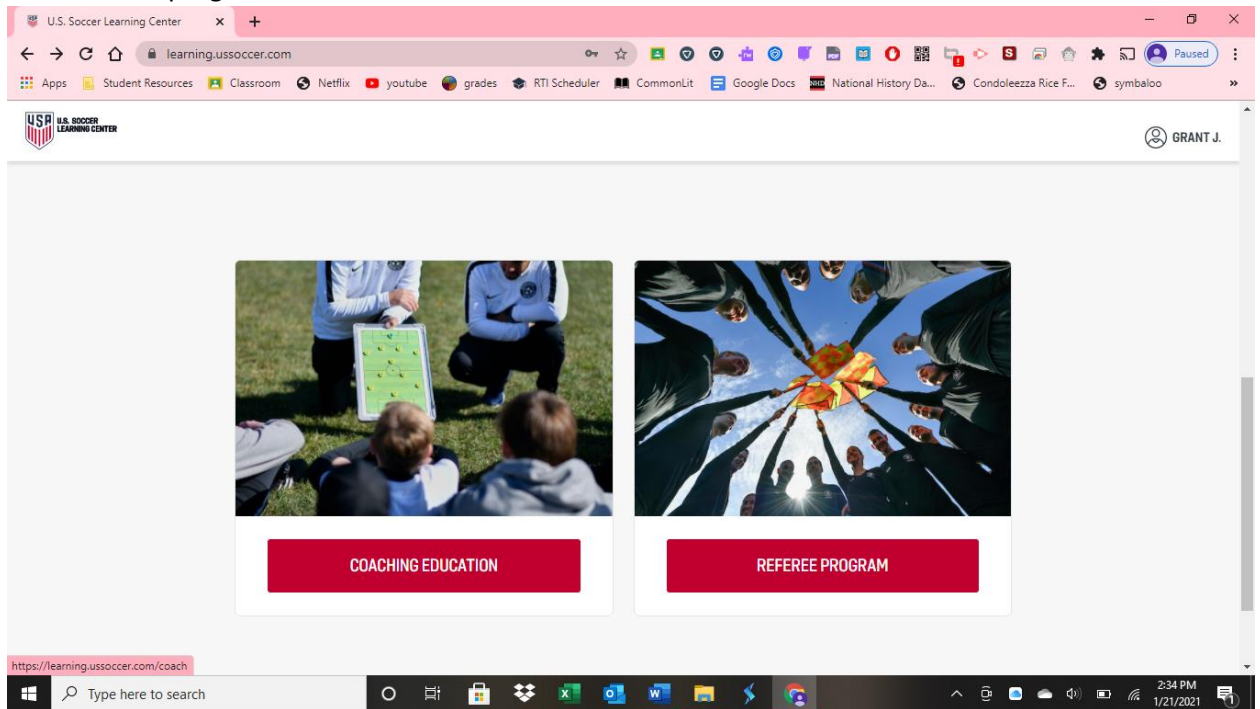 U.S. Soccer Learning Center
learning.ussoccer.com
Paused
Apps Student Resources Classroom Netflix youtube grades RTI Scheduler CommonLit Google Docs National History Da... Condoleezza Rice F... symbaloo »
USA U.S. SOCCER
LEARNING CENTER
GRANT J.
COACHING EDUCATION REFEREE PROGRAM
https://learning.ussoccer.com/coach
Type here to search
2:34 PM
1/21/2021